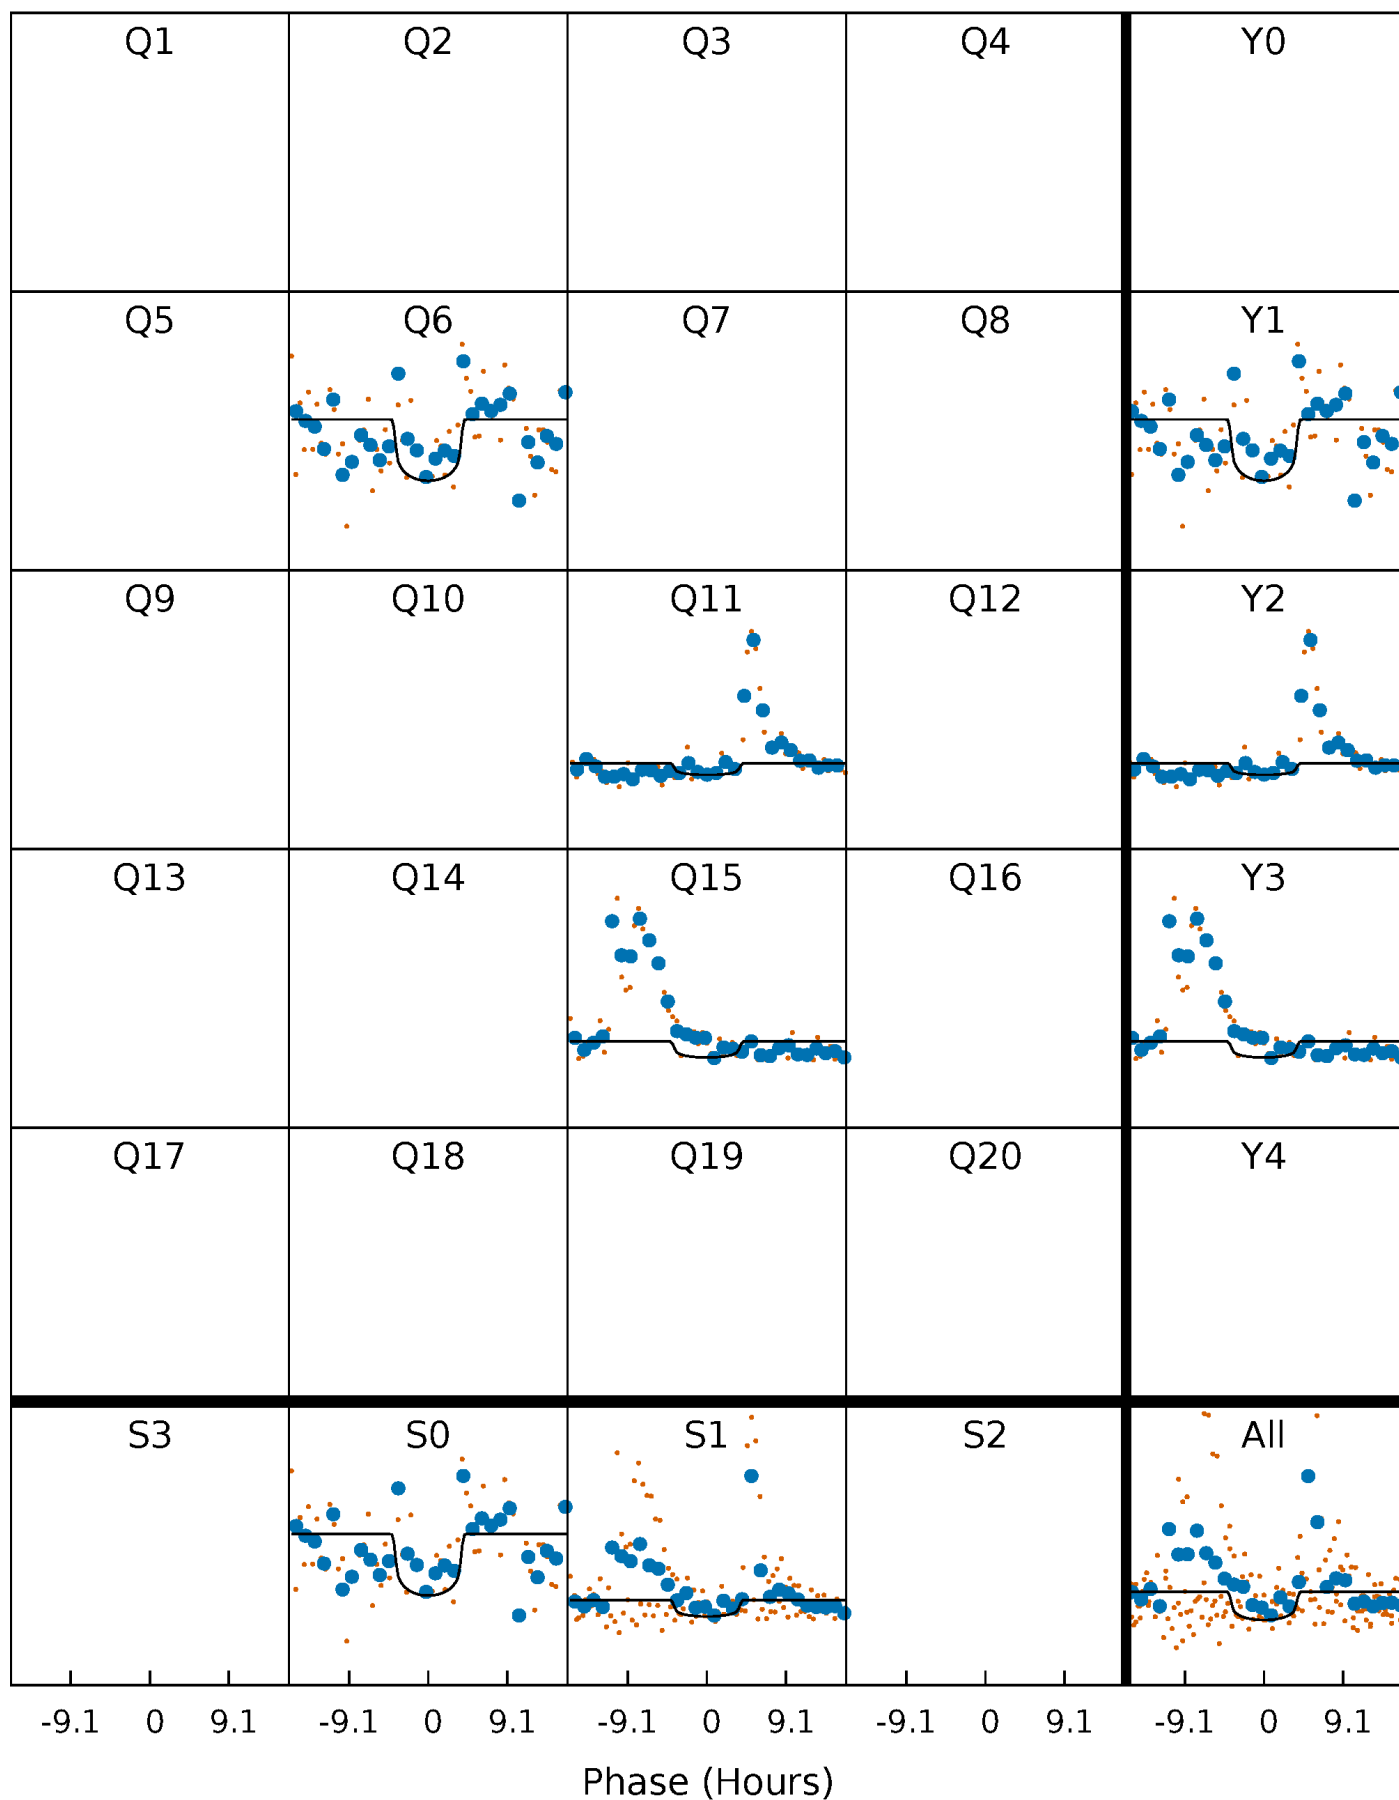 Q1 Q2 Q3 Q4 Y0
Q5 Q6 Q7 Q8 Y1
Q9 Q10 Q11 Q12 Y2
Q13 Q14 Q15 Q16 Y3
Q17 Q18 Q19 Q20 Y4
S3 S0 S1 S2 All
-9.1 0 9.1 -9.1 0 9.1 -9.1 0 9.1 -9.1 0 9.1 -9.1 0 9.1
Phase (Hours)